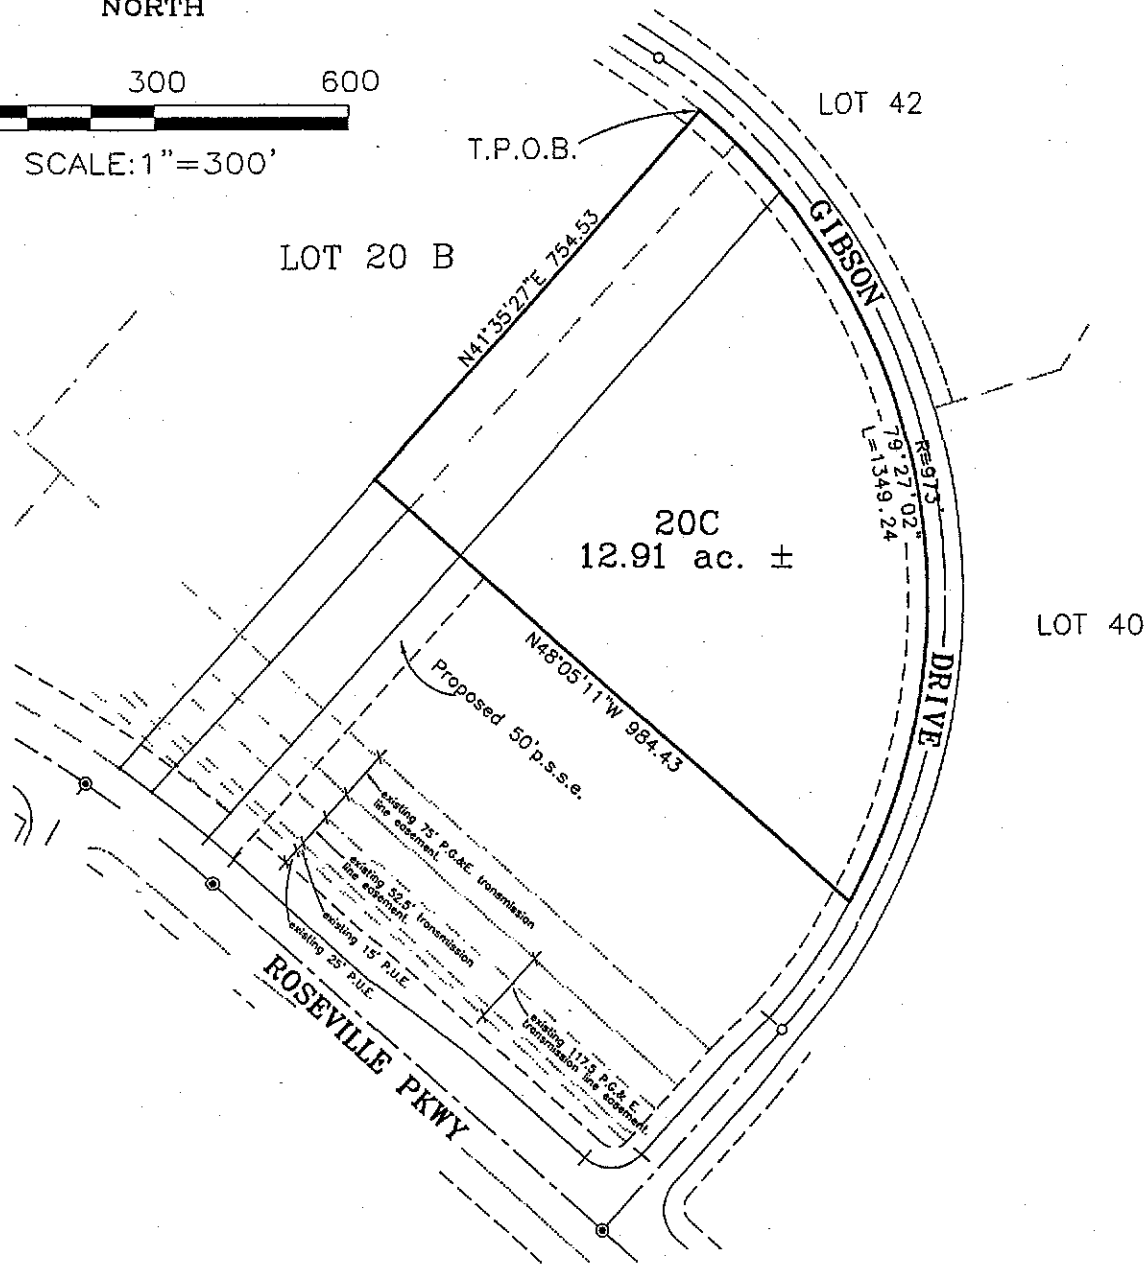 NORTH
300 600
SCALE:1"=300'
LOT 42
T.P.O.B.
GIBSON
LOT 20 B
N41°35'27"E 754.53
R=973'
79°27'02"
L=1349.24
20C
12.91 ac. ±
LOT 40
N48°05'11"W 984.43
DRIVE
Proposed 50'p.s.s.e.
existing 75' P.G.&E. transmission
line easement.
existing 52.5' transmission
line easement.
existing 15' P.U.E.
existing 25' P.U.E.
existing 117.5 P.G.& E.
transmission line easement.
ROSEVILLE PKWY